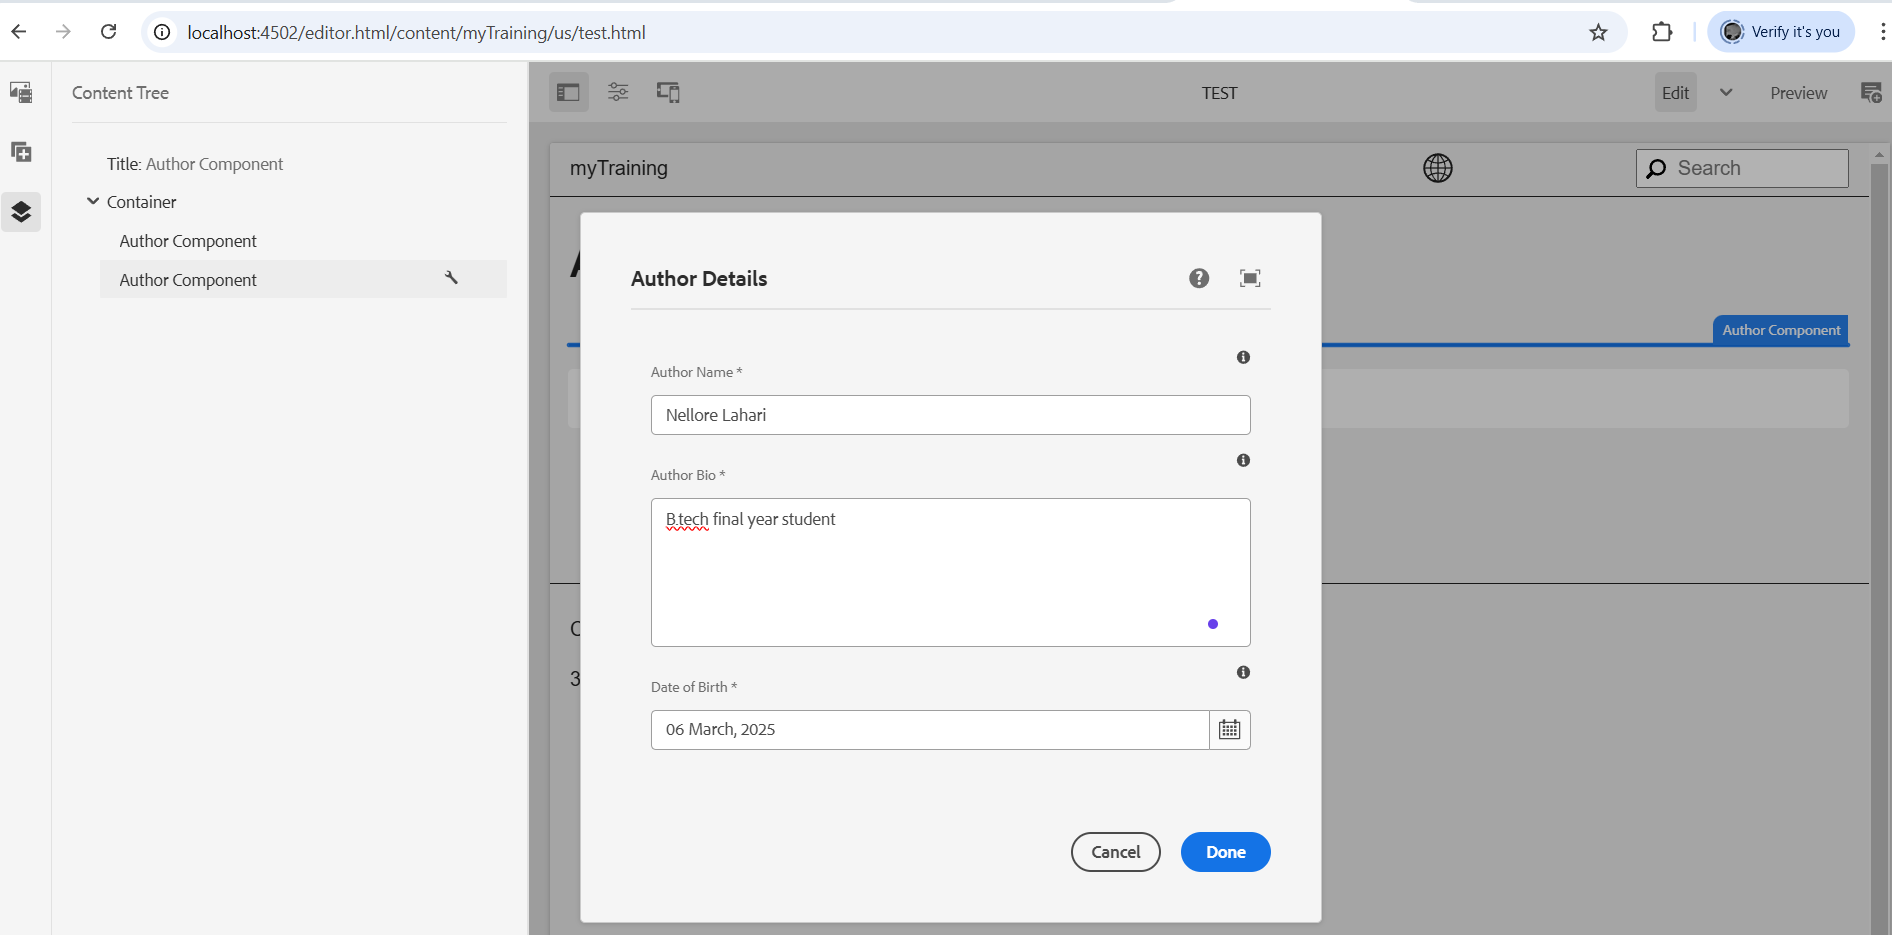 localhost:4502/editor.html/content/myTraining/us/test.html
Verify it's you
Content Tree
Title: Author Component
Container
Author Component
Author Component
TEST
Edit
Preview
myTraining
Search
Author Component
Author Details
Author Name *
Nellore Lahari
Author Bio *
B.tech final year student
Date of Birth *
06 March, 2025
Cancel
Done